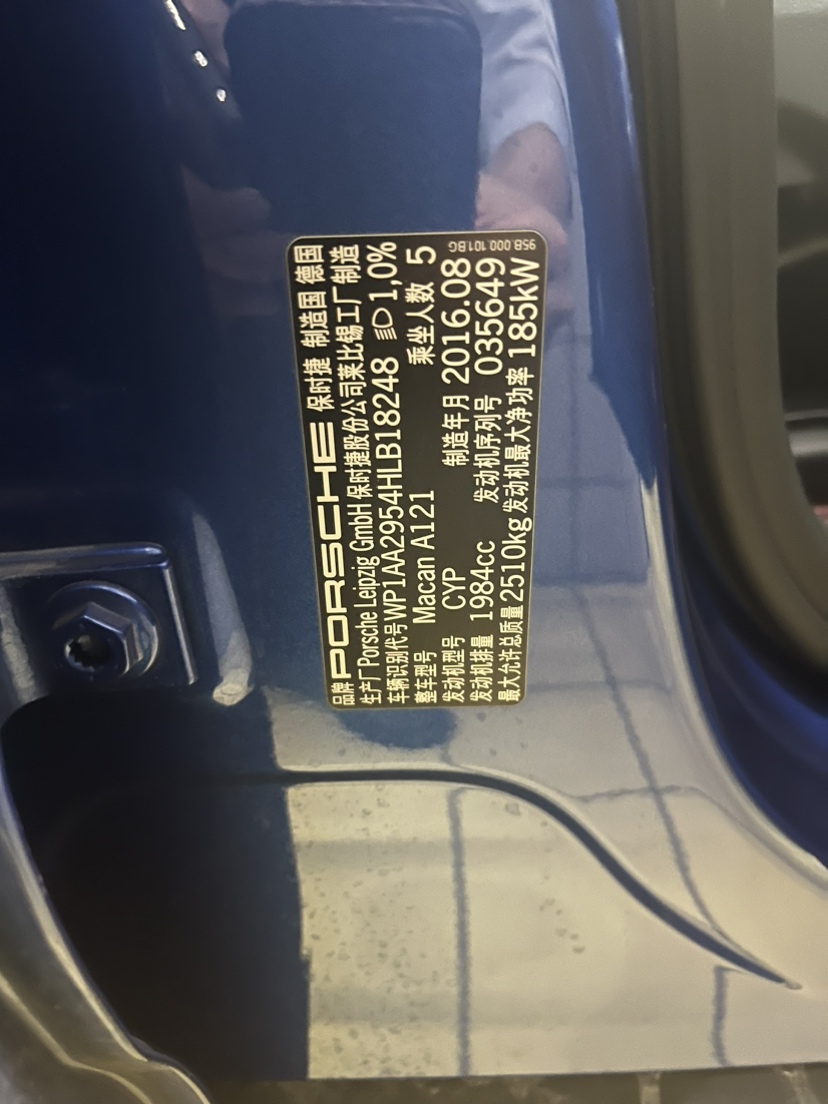 品牌 PORSCHE 保时捷 制造国 德国
生产厂 Porsche Leipzig GmbH 保时捷股份公司莱比锡工厂制造
车辆识别代号 WP1AA2954HLB18248 1,0%
整车型号 Macan A121 乘坐人数 5
发动机型号 CYP 制造年月 2016.08
发动机排量 1984cc 发动机序列号 035649
最大允许总质量 2510kg 发动机最大净功率 185kW
95B.000.101BG